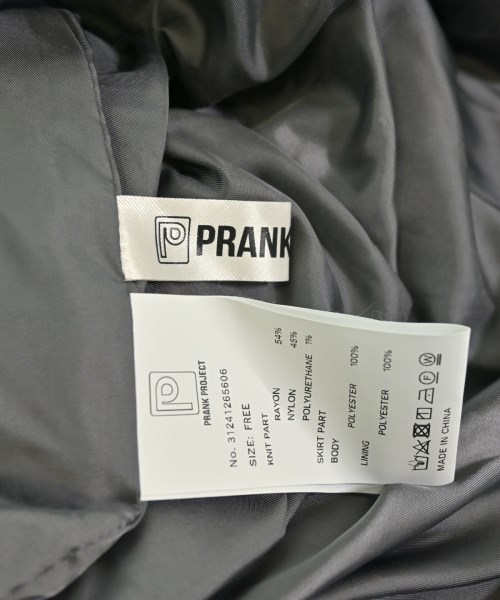 PRANK
PRANK PROJECT
No. 31241265606
SIZE: FREE
KNIT PART
RAYON 54%
NYLON 45%
POLYURETHANE 1%
SKIRT PART
BODY POLYESTER 100%
LINING POLYESTER 100%
MADE IN CHINA